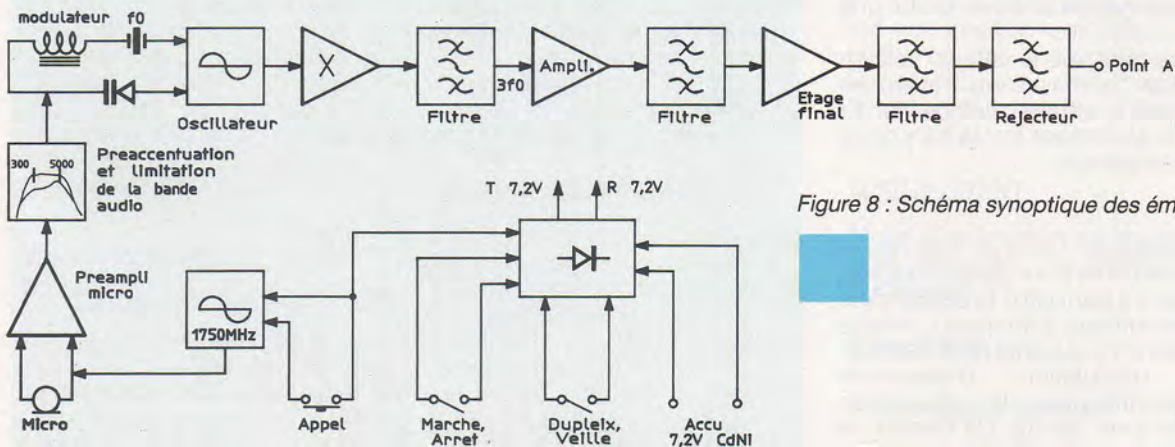 modulateur
f0
Oscillateur
X
Filtre
3f0
Ampli.
Filtre
Etage
final
Filtre
Rejecteur
Point A
300 5000
Preaccentuation
et limitation
de la bande
audio
T 7,2V
R 7,2V
Figure 8 : Schéma synoptique des ém
Preampli
micro
1750MHz
Micro
Appel
Marche,
Arret
Dupleix,
Veille
Accu
7,2V CdNI